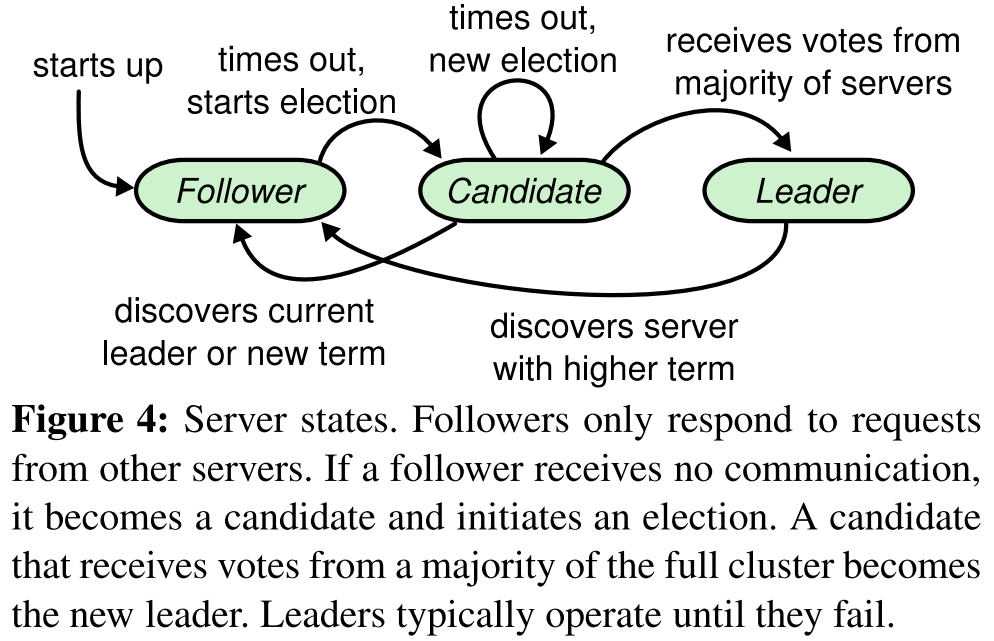 starts up
times out,
starts election
times out,
new election
receives votes from
majority of servers
Follower
Candidate
Leader
discovers current
leader or new term
discovers server
with higher term
Figure 4: Server states. Followers only respond to requests
from other servers. If a follower receives no communication,
it becomes a candidate and initiates an election. A candidate
that receives votes from a majority of the full cluster becomes
the new leader. Leaders typically operate until they fail.